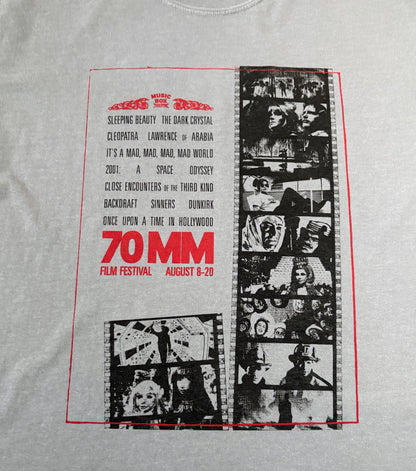 MUSIC
BOX
THEATRE
SLEEPING BEAUTY THE DARK CRYSTAL
CLEOPATRA LAWRENCE OF ARABIA
IT'S A MAD, MAD, MAD, MAD WORLD
2001: A SPACE ODYSSEY
CLOSE ENCOUNTERS OF THE THIRD KIND
BACKDRAFT SINNERS DUNKIRK
ONCE UPON A TIME IN HOLLYWOOD
70MM
FILM FESTIVAL AUGUST 8-20